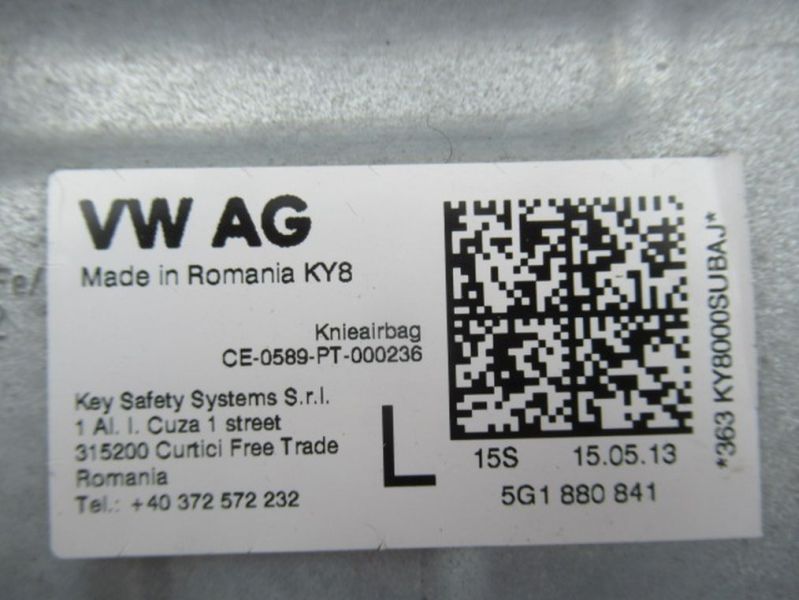 VW AG
Made in Romania KY8
Knieairbag
CE-0589-PT-000236
Key Safety Systems S.r.l.
1 Al. I. Cuza 1 street
315200 Curtici Free Trade
Romania
Tel.: +40 372 572 232
L
15S 15.05.13
5G1 880 841
*363 KY8000SUBAJ*